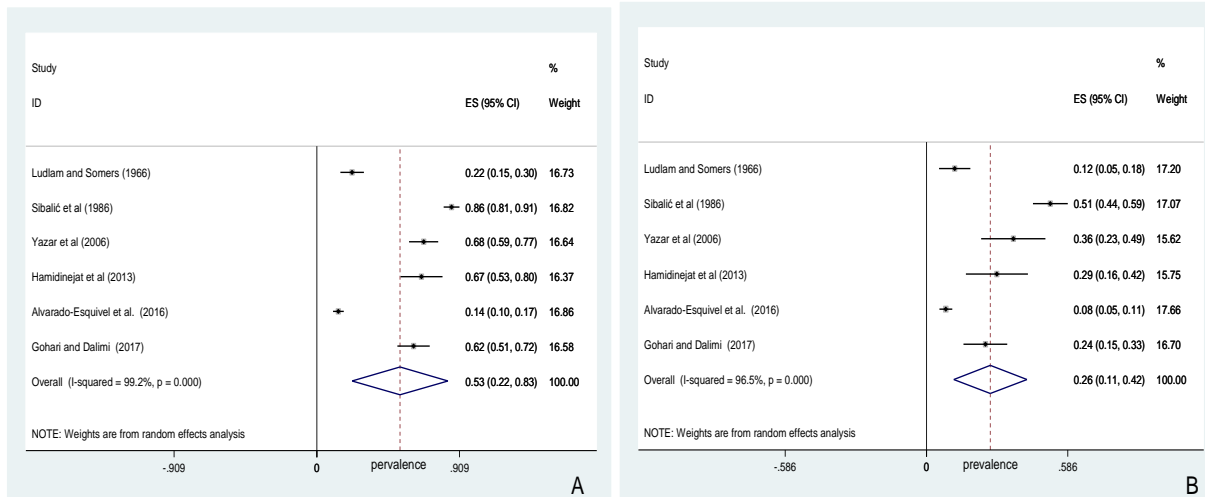 Study %
ID ES (95% CI) Weight
Ludlam and Somers (1966) 0.22 (0.15, 0.30) 16.73
Sibalić et al (1986) 0.86 (0.81, 0.91) 16.82
Yazar et al (2006) 0.68 (0.59, 0.77) 16.64
Hamidinejat et al (2013) 0.67 (0.53, 0.80) 16.37
Alvarado-Esquivel et al. (2016) 0.14 (0.10, 0.17) 16.86
Gohari and Dalimi (2017) 0.62 (0.51, 0.72) 16.58
Overall (I-squared = 99.2%, p = 0.000) 0.53 (0.22, 0.83) 100.00
NOTE: Weights are from random effects analysis
-.909 0 pervalence .909
A
Study %
ID ES (95% CI) Weight
Ludlam and Somers (1966) 0.12 (0.05, 0.18) 17.20
Sibalić et al (1986) 0.51 (0.44, 0.59) 17.07
Yazar et al (2006) 0.36 (0.23, 0.49) 15.62
Hamidinejat et al (2013) 0.29 (0.16, 0.42) 15.75
Alvarado-Esquivel et al. (2016) 0.08 (0.05, 0.11) 17.66
Gohari and Dalimi (2017) 0.24 (0.15, 0.33) 16.70
Overall (I-squared = 96.5%, p = 0.000) 0.26 (0.11, 0.42) 100.00
NOTE: Weights are from random effects analysis
-.586 0 prevalence .586
B